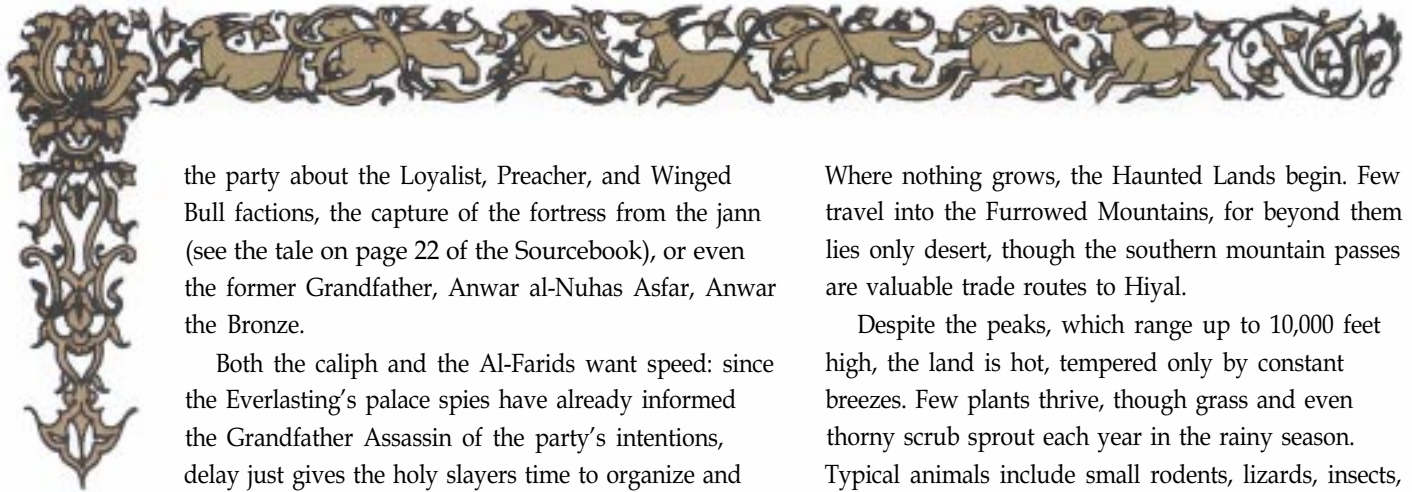 the party about the Loyalist, Preacher, and Winged
Bull factions, the capture of the fortress from the jann
(see the tale on page 22 of the Sourcebook), or even
the former Grandfather, Anwar al-Nuhas Asfar, Anwar
the Bronze.
Both the caliph and the Al-Farids want speed: since
the Everlasting's palace spies have already informed
the Grandfather Assassin of the party's intentions,
delay just gives the holy slayers time to organize and
Where nothing grows, the Haunted Lands begin. Few
travel into the Furrowed Mountains, for beyond them
lies only desert, though the southern mountain passes
are valuable trade routes to Hiyal.
Despite the peaks, which range up to 10,000 feet
high, the land is hot, tempered only by constant
breezes. Few plants thrive, though grass and even
thorny scrub sprout each year in the rainy season.
Typical animals include small rodents, lizards, insects,